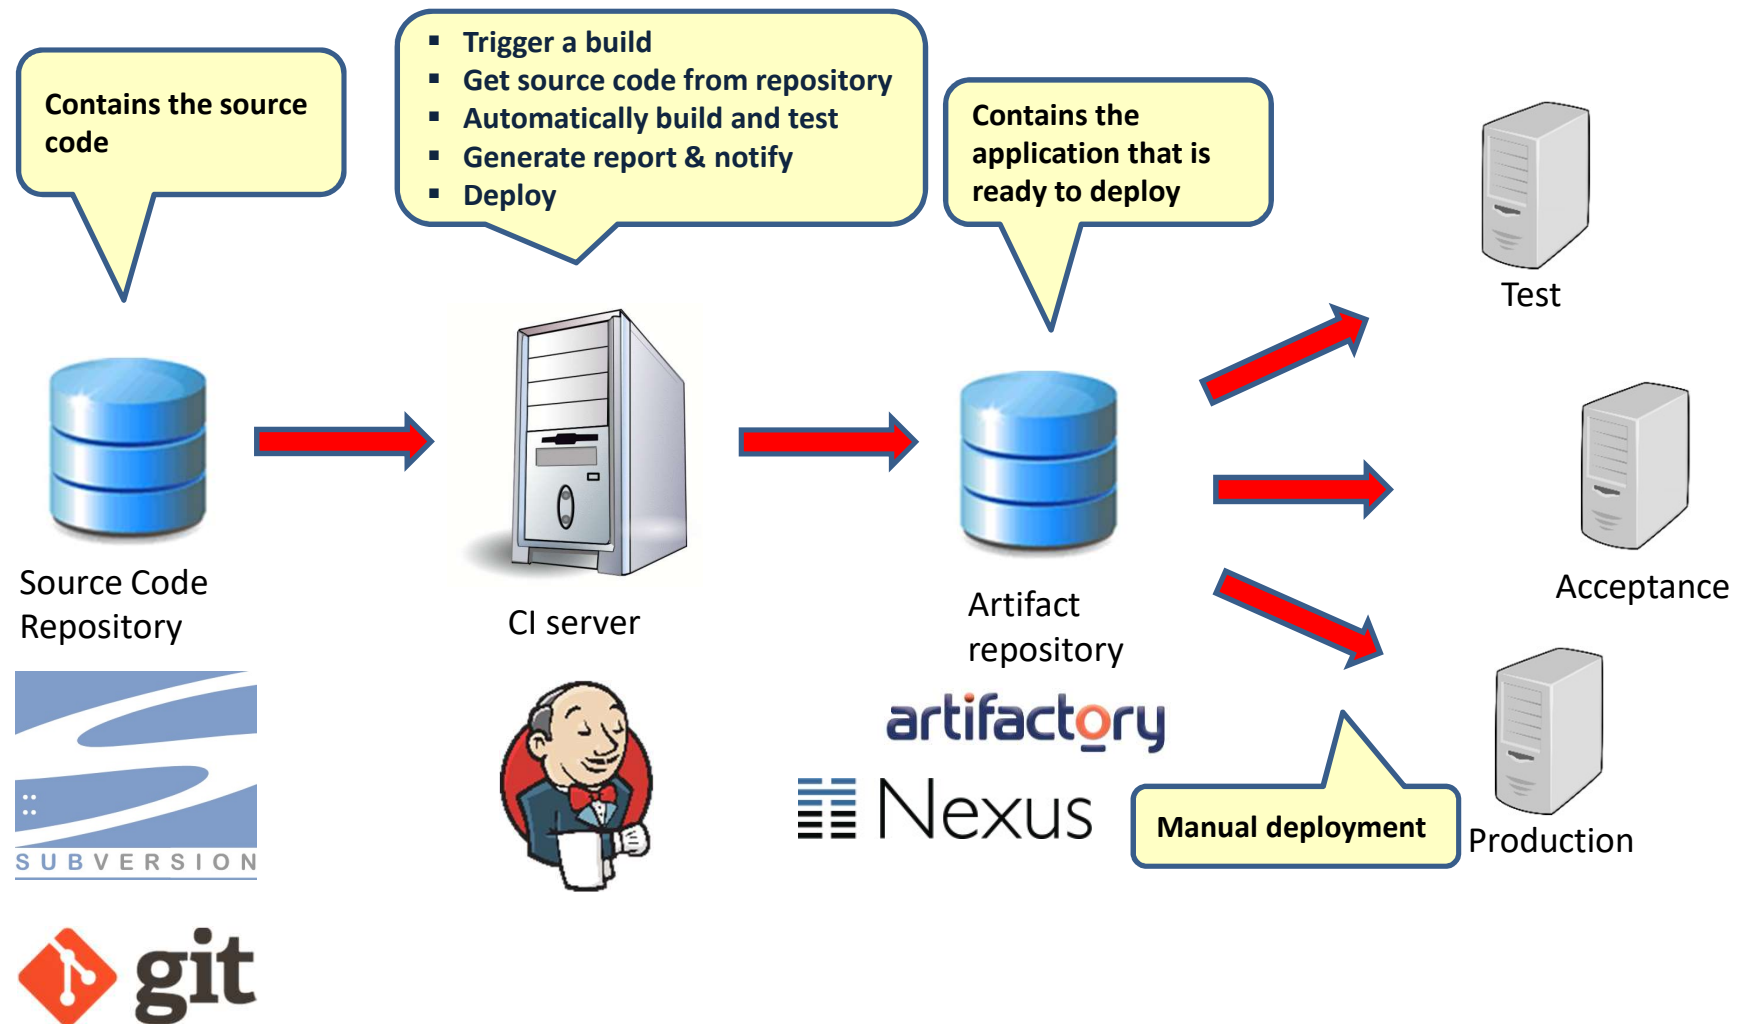 Contains the source
code
▪ Trigger a build
▪ Get source code from repository
▪ Automatically build and test
▪ Generate report & notify
▪ Deploy
Contains the
application that is
ready to deploy
Test
Source Code
Repository
CI server
Artifact
repository
Acceptance
SUBVERSION
git
artifactory
Nexus
Manual deployment
Production